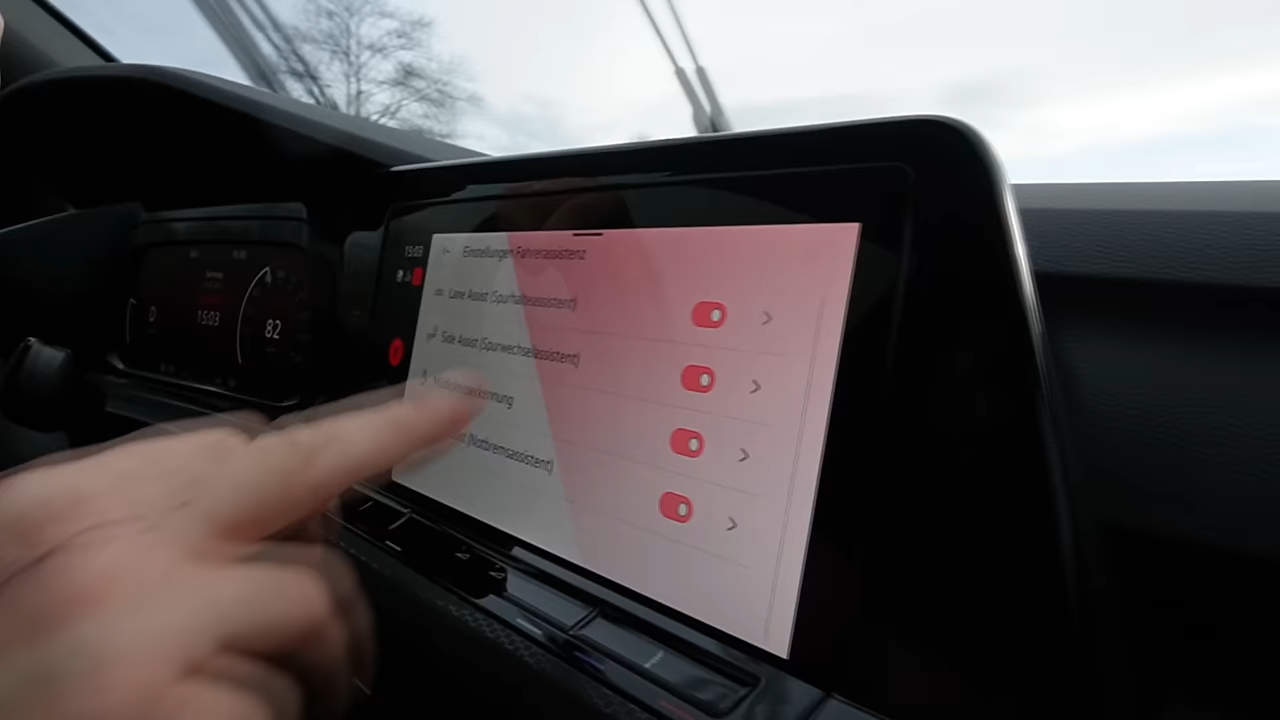 D
15:03
82
15:03
Einstellungen Fahrerassistenz
Lane Assist (Spurhalteassistent)
Side Assist (Spurwechselassistent)
(Notbremsassistent)